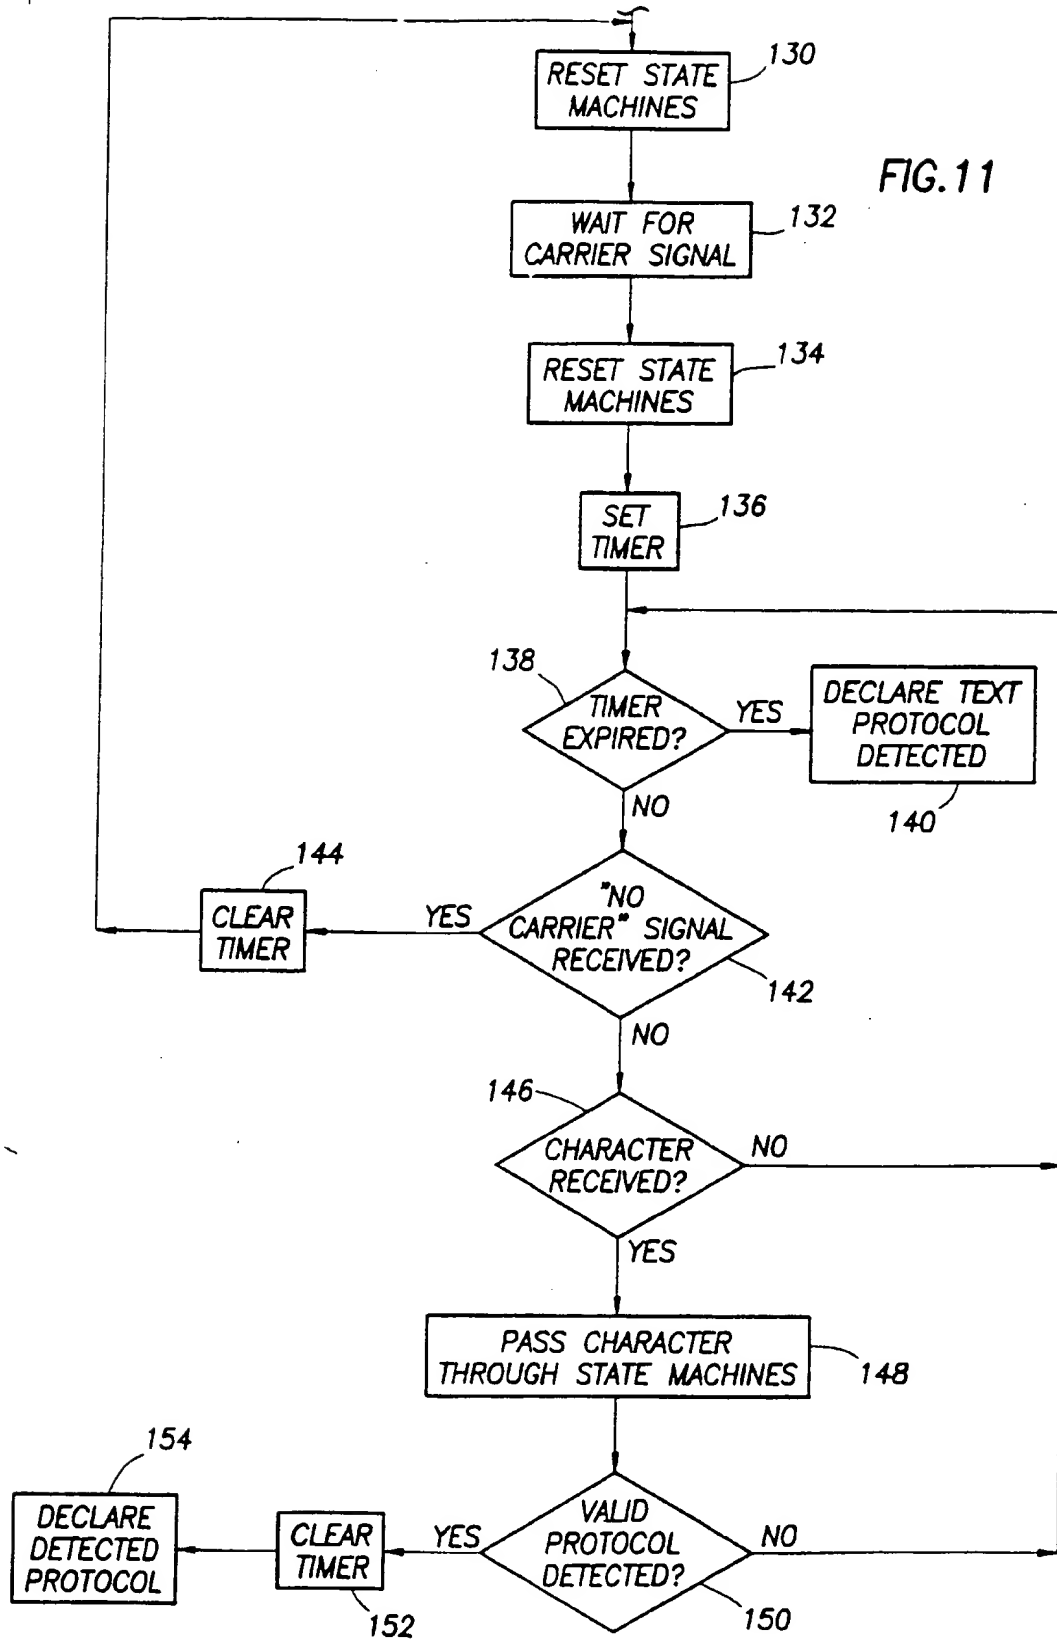 RESET STATE
MACHINES
130
FIG. 11
WAIT FOR
CARRIER SIGNAL
132
RESET STATE
MACHINES
134
SET
TIMER
136
138
TIMER
EXPIRED?
YES
DECLARE TEXT
PROTOCOL
DETECTED
140
NO
144
CLEAR
TIMER
YES
"NO
CARRIER" SIGNAL
RECEIVED?
142
NO
146
CHARACTER
RECEIVED?
NO
YES
PASS CHARACTER
THROUGH STATE MACHINES
148
154
DECLARE
DETECTED
PROTOCOL
CLEAR
TIMER
152
YES
VALID
PROTOCOL
DETECTED?
NO
150